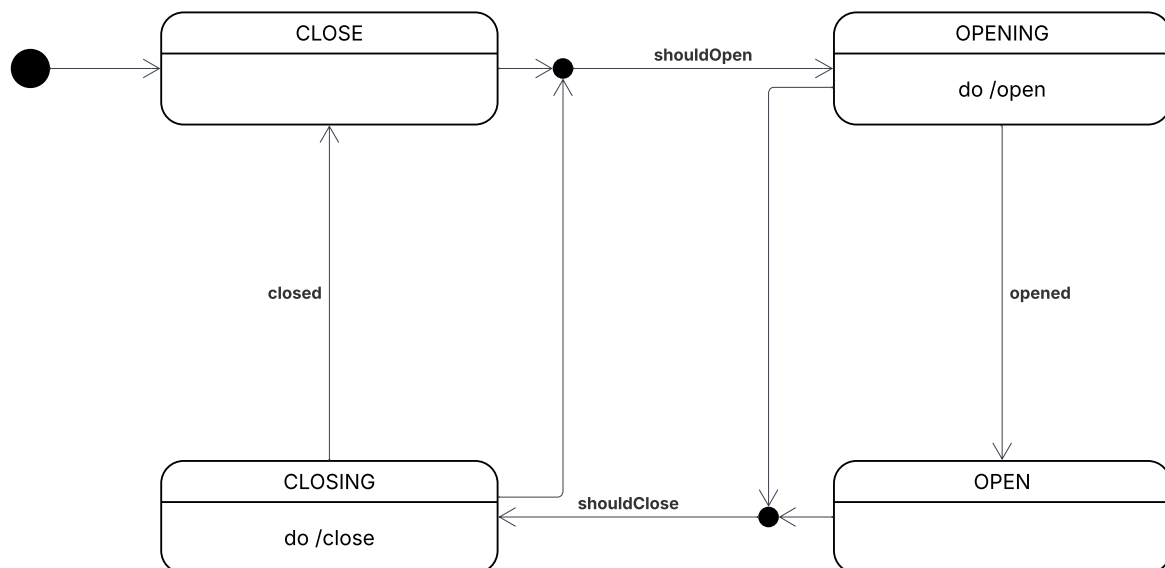 CLOSE
shouldOpen
OPENING
do /open
closed
opened
CLOSING
do /close
shouldClose
OPEN